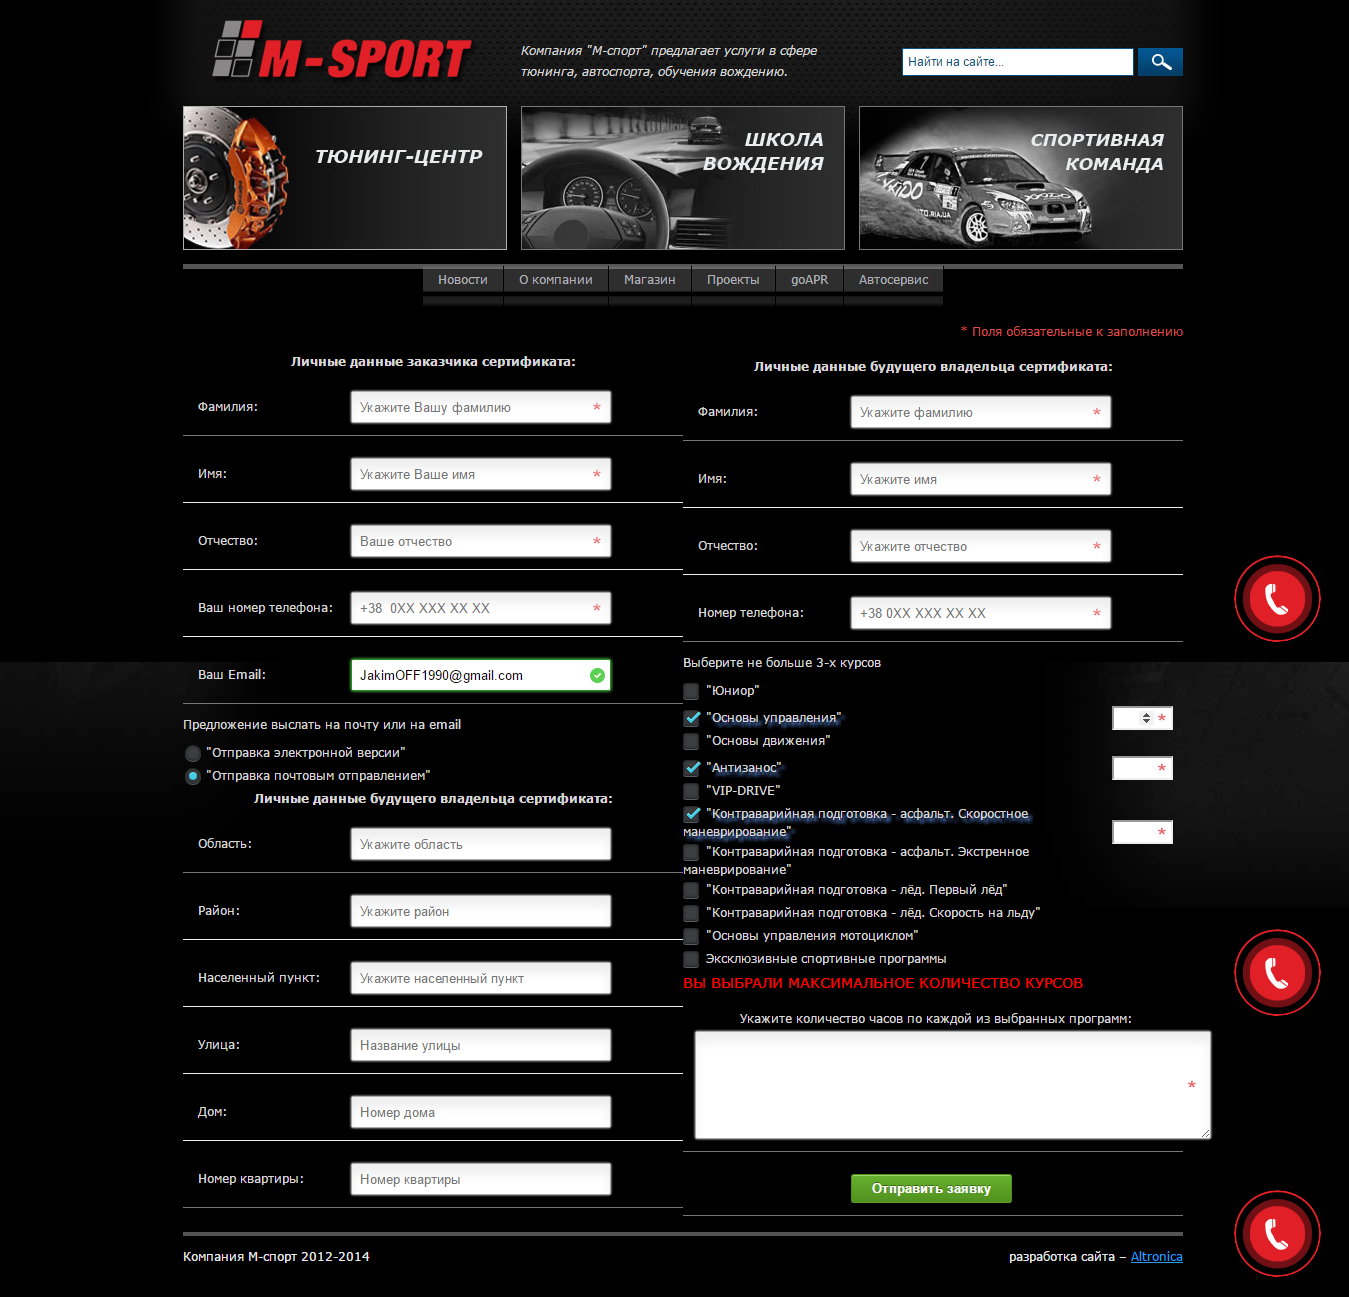 M-SPORT
Компания "М-спорт" предлагает услуги в сфере
тюнинга, автоспорта, обучения вождению.
Найти на сайте...
ТЮНИНГ-ЦЕНТР
ШКОЛА
ВОЖДЕНИЯ
СПОРТИВНАЯ
КОМАНДА
Новости
О компании
Магазин
Проекты
goAPR
Автосервис
* Поля обязательные к заполнению
Личные данные заказчика сертификата:
Фамилия:
Укажите Вашу фамилию *
Имя:
Укажите Ваше имя *
Отчество:
Ваше отчество *
Ваш номер телефона:
+38  0XX XXX XX XX *
Ваш Email:
JakimOFF1990@gmail.com
Предложение выслать на почту или на email
"Отправка электронной версии"
"Отправка почтовым отправлением"
Личные данные будущего владельца сертификата:
Область:
Укажите область
Район:
Укажите район
Населенный пункт:
Укажите населенный пункт
Улица:
Название улицы
Дом:
Номер дома
Номер квартиры:
Номер квартиры
Личные данные будущего владельца сертификата:
Фамилия:
Укажите фамилию *
Имя:
Укажите имя *
Отчество:
Укажите отчество *
Номер телефона:
+38 0XX XXX XX XX *
Выберите не больше 3-х курсов
"Юниор"
"Основы управления" *
"Основы движения"
"Антизанос" *
"VIP-DRIVE"
"Контраварийная подготовка - асфальт. Скоростное
маневрирование" *
"Контраварийная подготовка - асфальт. Экстренное
маневрирование"
"Контраварийная подготовка - лёд. Первый лёд"
"Контраварийная подготовка - лёд. Скорость на льду"
"Основы управления мотоциклом"
Эксклюзивные спортивные программы
ВЫ ВЫБРАЛИ МАКСИМАЛЬНОЕ КОЛИЧЕСТВО КУРСОВ
Укажите количество часов по каждой из выбранных программ:
*
Отправить заявку
Компания М-спорт 2012-2014
разработка сайта – Altronica